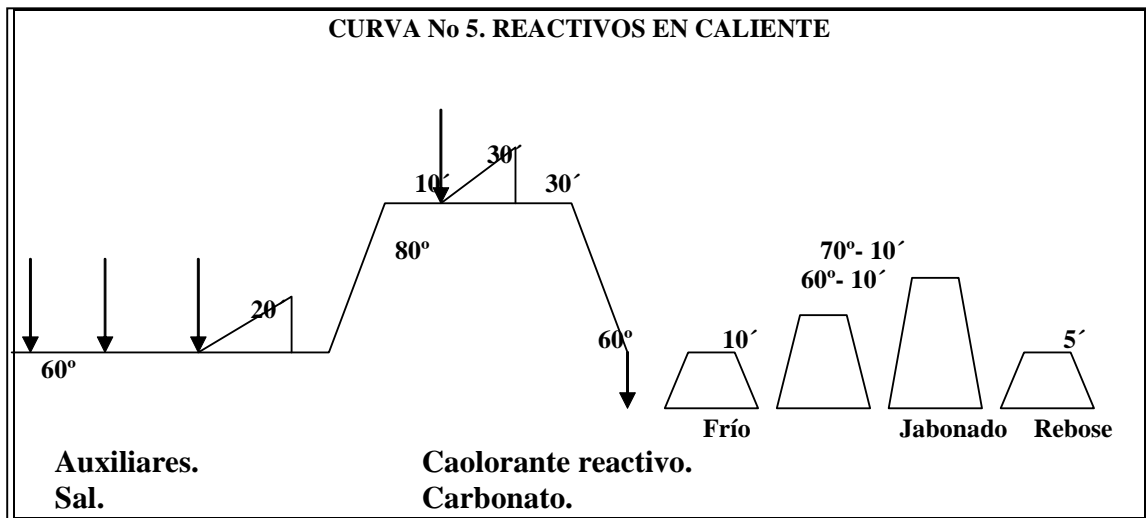 CURVA No 5. REACTIVOS EN CALIENTE
30´
10´ 30´
80º
70º- 10´
60º- 10´
20´
60º 10´ 5´
60º
Frío Jabonado Rebose
Auxiliares. Caolorante reactivo.
Sal. Carbonato.